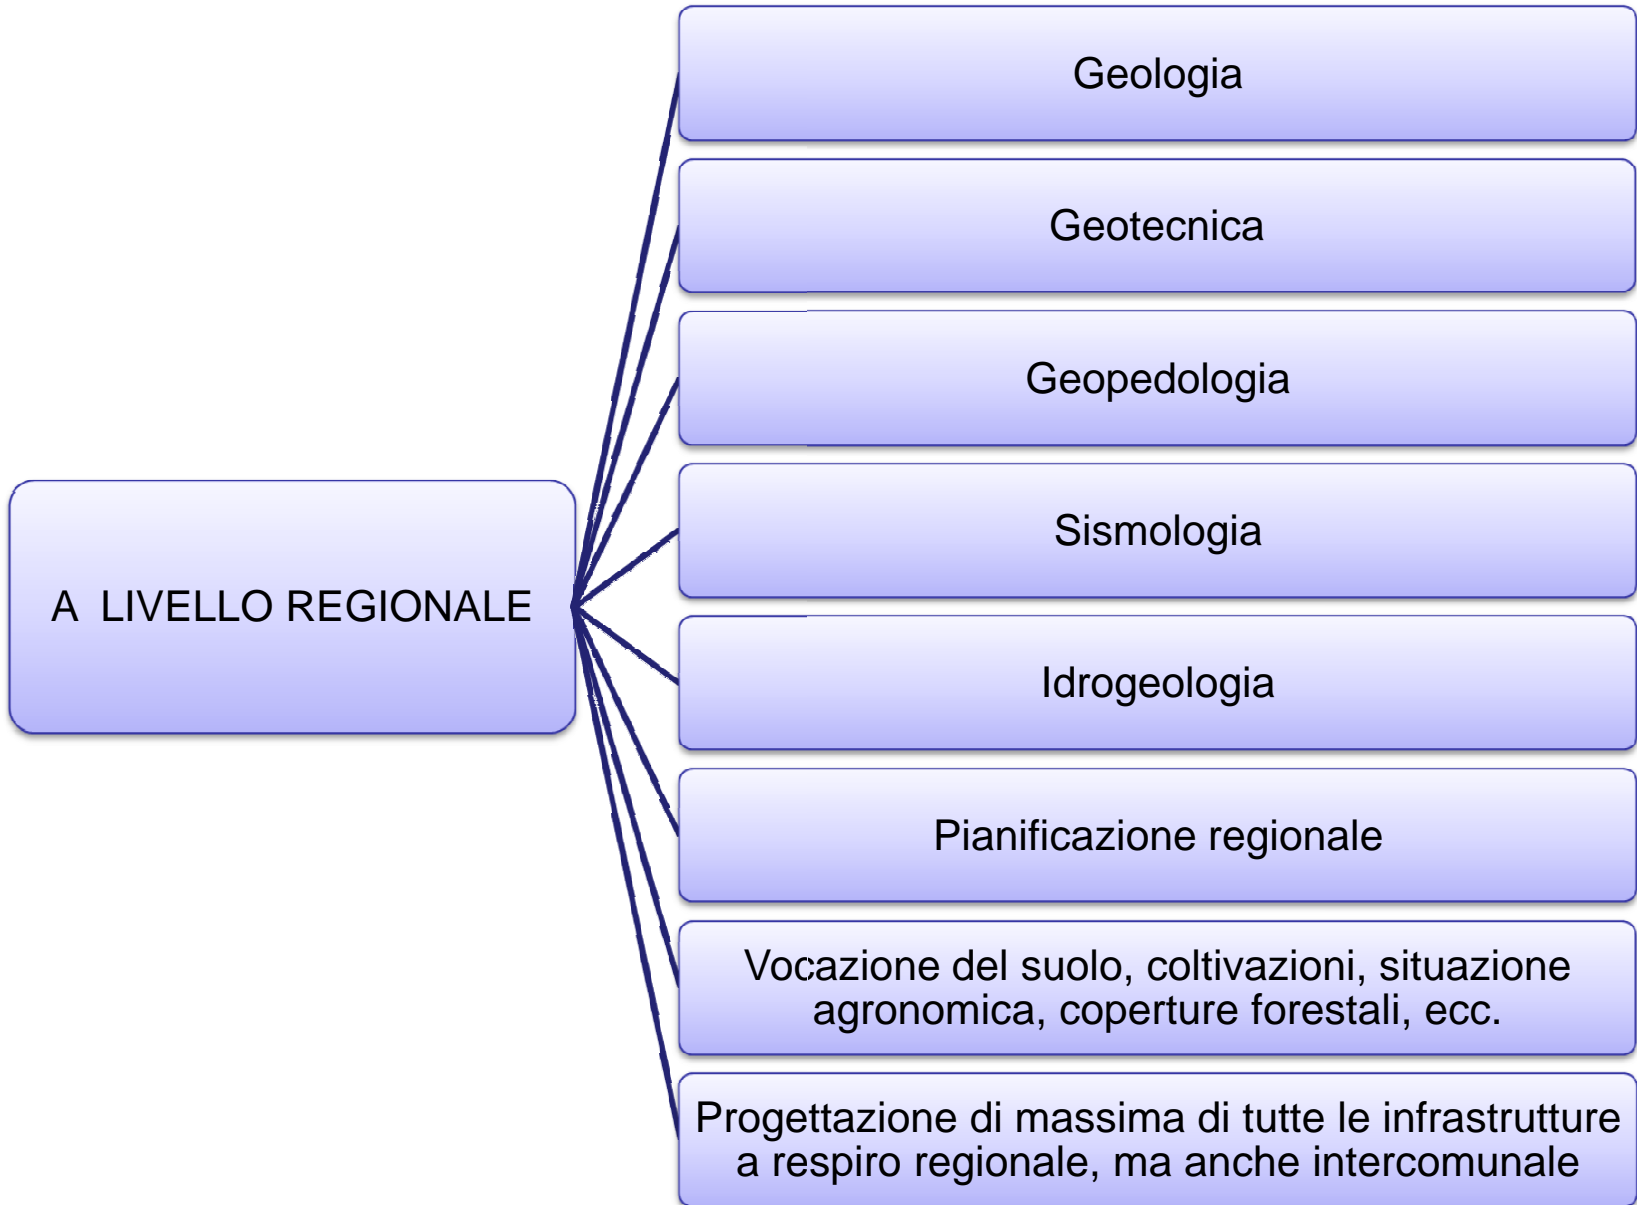 Geologia
Geotecnica
Geopedologia
Sismologia
A LIVELLO REGIONALE
Idrogeologia
Pianificazione regionale
Vocazione del suolo, coltivazioni, situazione
agronomica, coperture forestali, ecc.
Progettazione di massima di tutte le infrastrutture
a respiro regionale, ma anche intercomunale